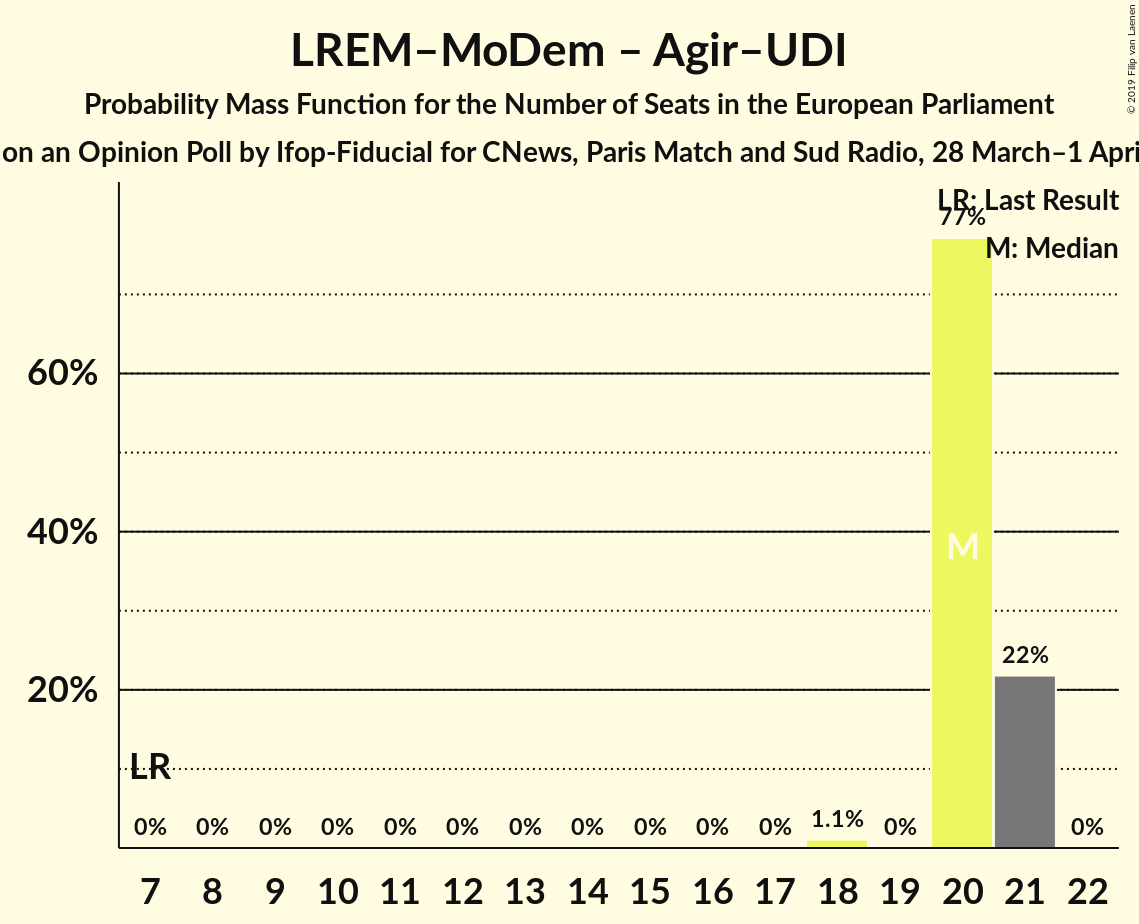 LREM–MoDem – Agir–UDI
Probability Mass Function for the Number of Seats in the European Parliament
on an Opinion Poll by Ifop-Fiducial for CNews, Paris Match and Sud Radio, 28 March–1 Apri
© 2019 Filip van Laenen
LR: Last Result
M: Median
77%
60%
40%
M
22%
20%
LR
0% 0% 0% 0% 0% 0% 0% 0% 0% 0% 0% 1.1% 0% 0%
7 8 9 10 11 12 13 14 15 16 17 18 19 20 21 22